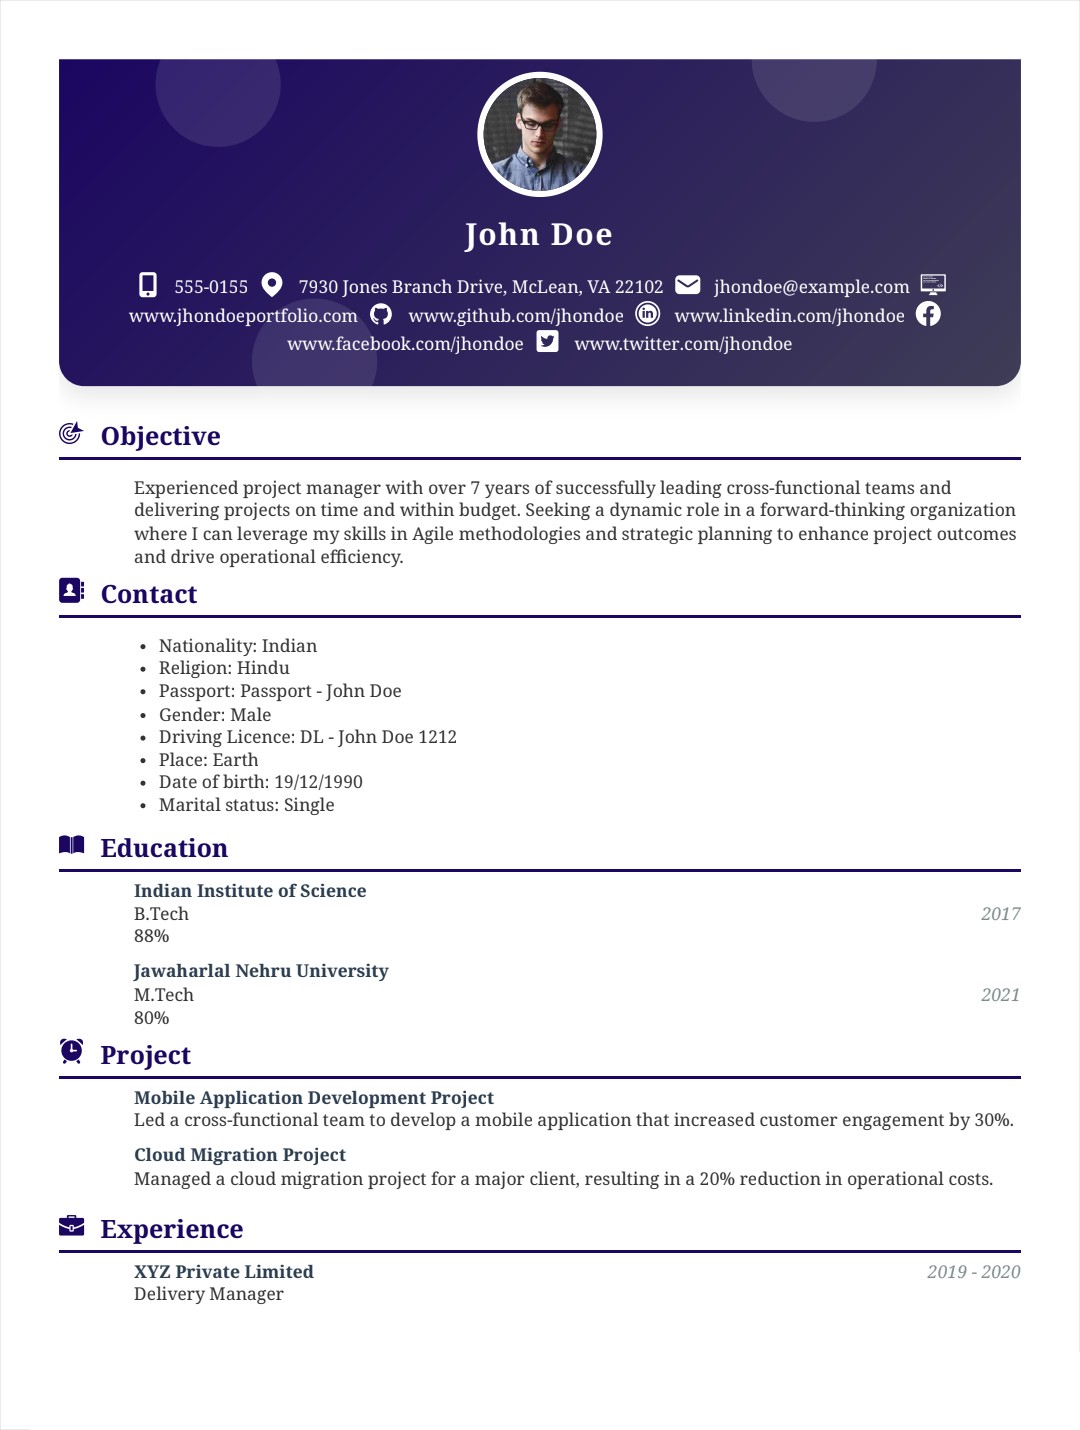 John Doe
555-0155 7930 Jones Branch Drive, McLean, VA 22102 jhondoe@example.com
www.jhondoeportfolio.com www.github.com/jhondoe www.linkedin.com/jhondoe
www.facebook.com/jhondoe www.twitter.com/jhondoe
Objective
Experienced project manager with over 7 years of successfully leading cross-functional teams and
delivering projects on time and within budget. Seeking a dynamic role in a forward-thinking organization
where I can leverage my skills in Agile methodologies and strategic planning to enhance project outcomes
and drive operational efficiency.
Contact
• Nationality: Indian
• Religion: Hindu
• Passport: Passport - John Doe
• Gender: Male
• Driving Licence: DL - John Doe 1212
• Place: Earth
• Date of birth: 19/12/1990
• Marital status: Single
Education
Indian Institute of Science
B.Tech 2017
88%
Jawaharlal Nehru University
M.Tech 2021
80%
Project
Mobile Application Development Project
Led a cross-functional team to develop a mobile application that increased customer engagement by 30%.
Cloud Migration Project
Managed a cloud migration project for a major client, resulting in a 20% reduction in operational costs.
Experience
XYZ Private Limited 2019 - 2020
Delivery Manager